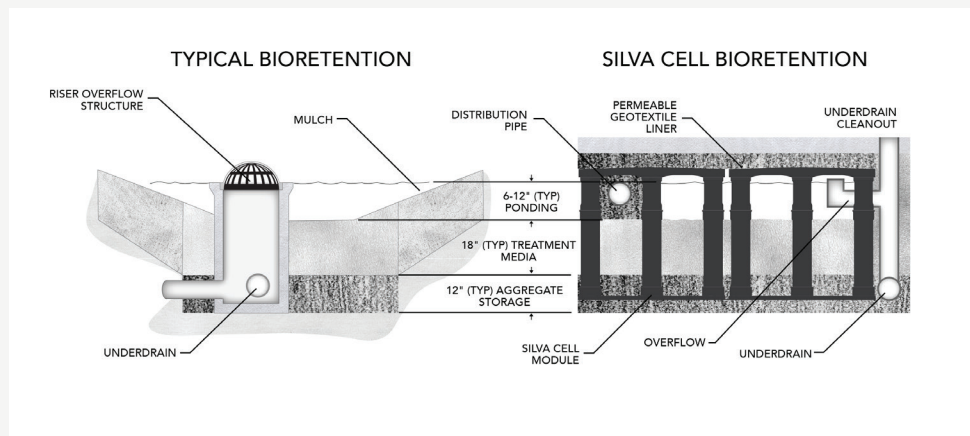 TYPICAL BIORETENTION
SILVA CELL BIORETENTION
RISER OVERFLOW
STRUCTURE
MULCH
DISTRIBUTION
PIPE
PERMEABLE
GEOTEXTILE
LINER
UNDERDRAIN
CLEANOUT
6-12" (TYP)
PONDING
18" (TYP) TREATMENT
MEDIA
12" (TYP) AGGREGATE
STORAGE
UNDERDRAIN
SILVA CELL
MODULE
OVERFLOW
UNDERDRAIN